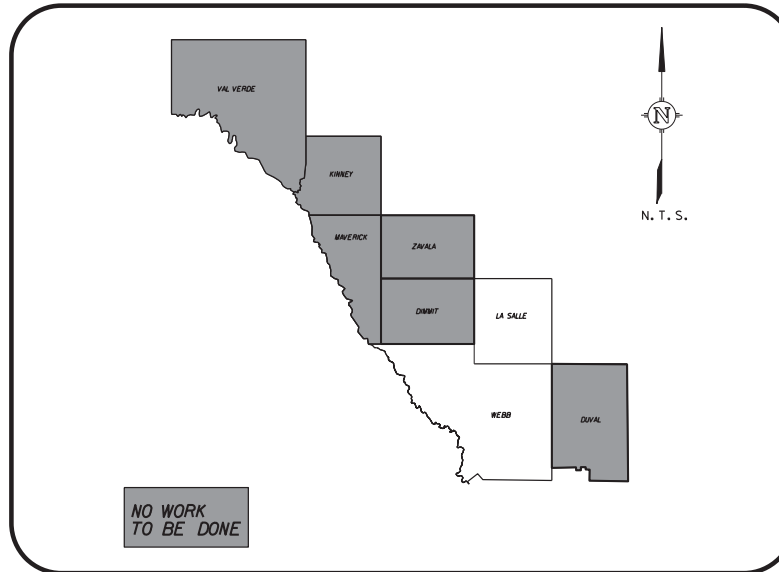 VAL VERDE
N
KINNEY
N.T.S.
MAVERICK
ZAVALA
DIMMIT
LA SALLE
WEBB
DUVAL
NO WORK
TO BE DONE